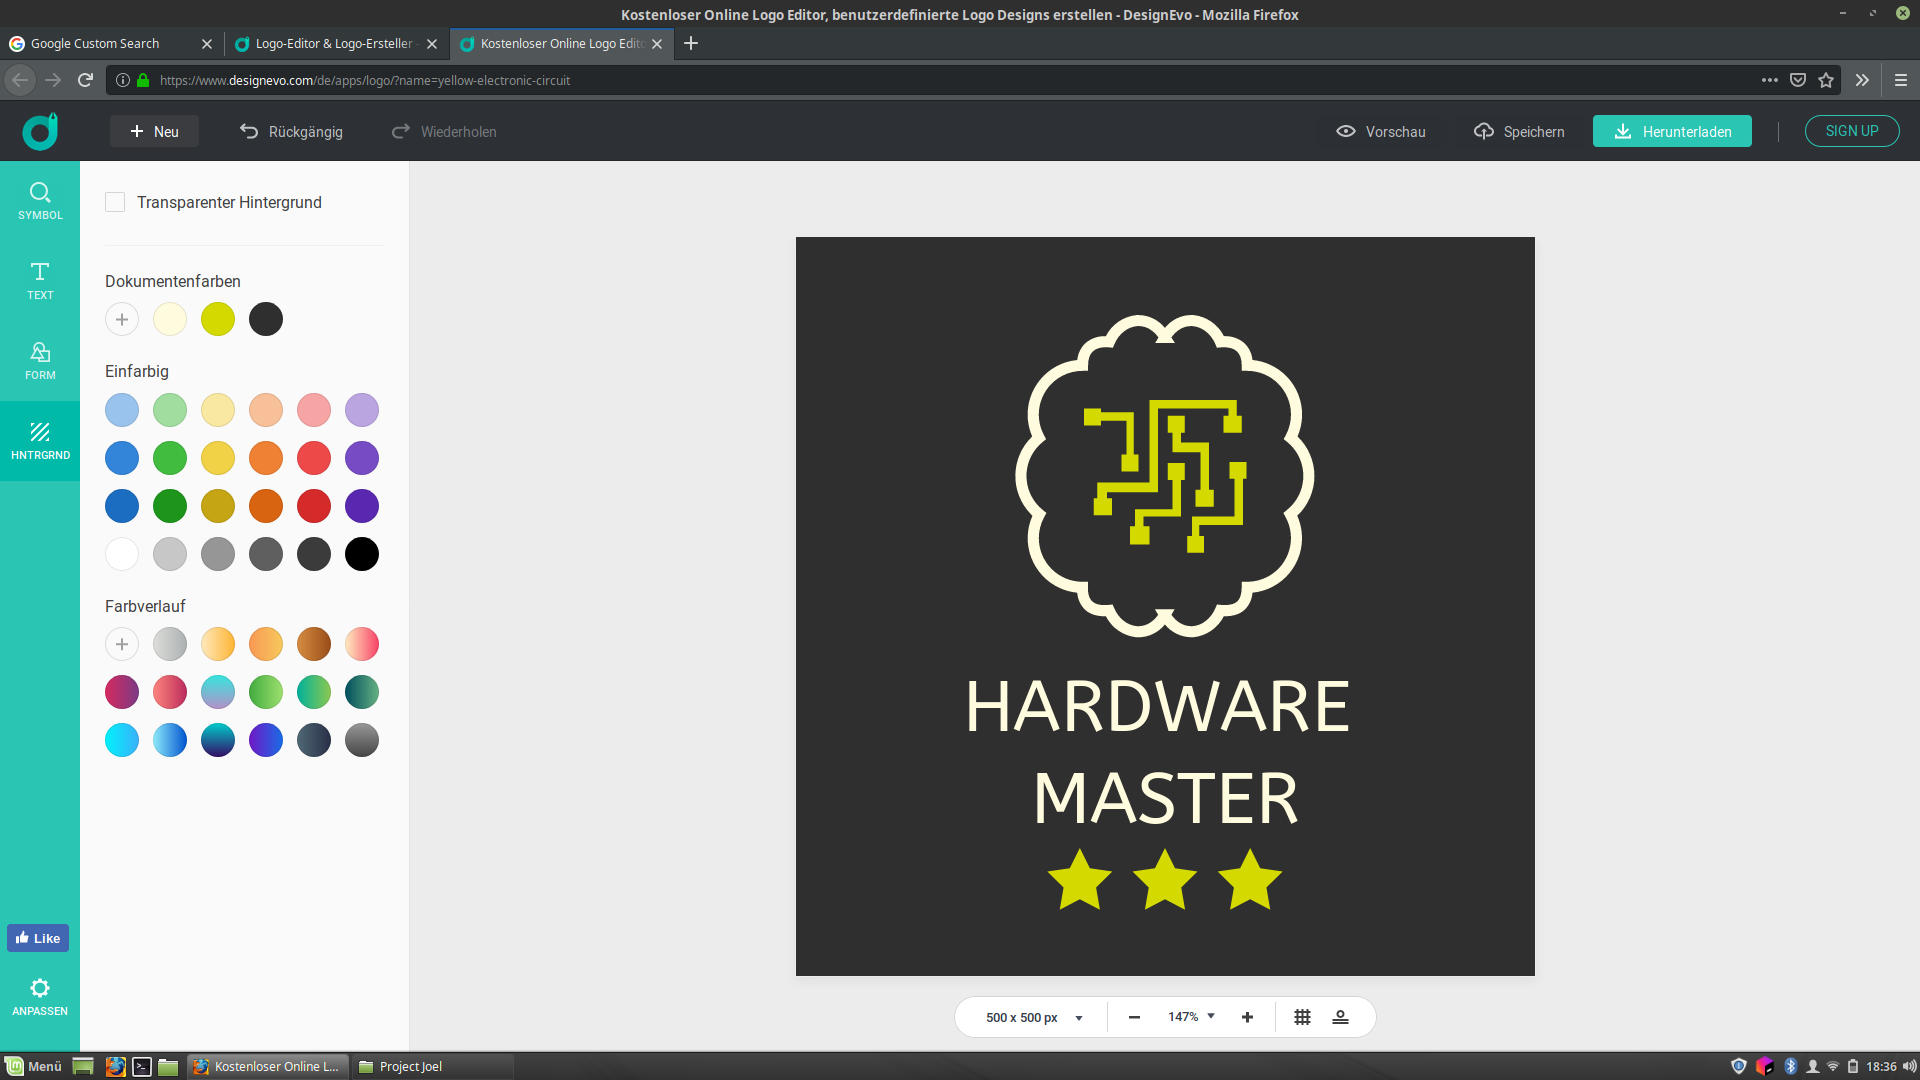 Kostenloser Online Logo Editor, benutzerdefinierte Logo Designs erstellen - DesignEvo - Mozilla Firefox
Google Custom Search
Logo-Editor & Logo-Ersteller
Kostenloser Online Logo Edito
https://www.designevo.com/de/apps/logo/?name=yellow-electronic-circuit
Neu
Rückgängig
Wiederholen
Vorschau
Speichern
Herunterladen
SIGN UP
SYMBOL
TEXT
FORM
HNTRGRND
Like
ANPASSEN
Transparenter Hintergrund
Dokumentenfarben
Einfarbig
Farbverlauf
HARDWARE
MASTER
500 x 500 px
147%
Menü
Kostenloser Online L...
Project Joel
18:36